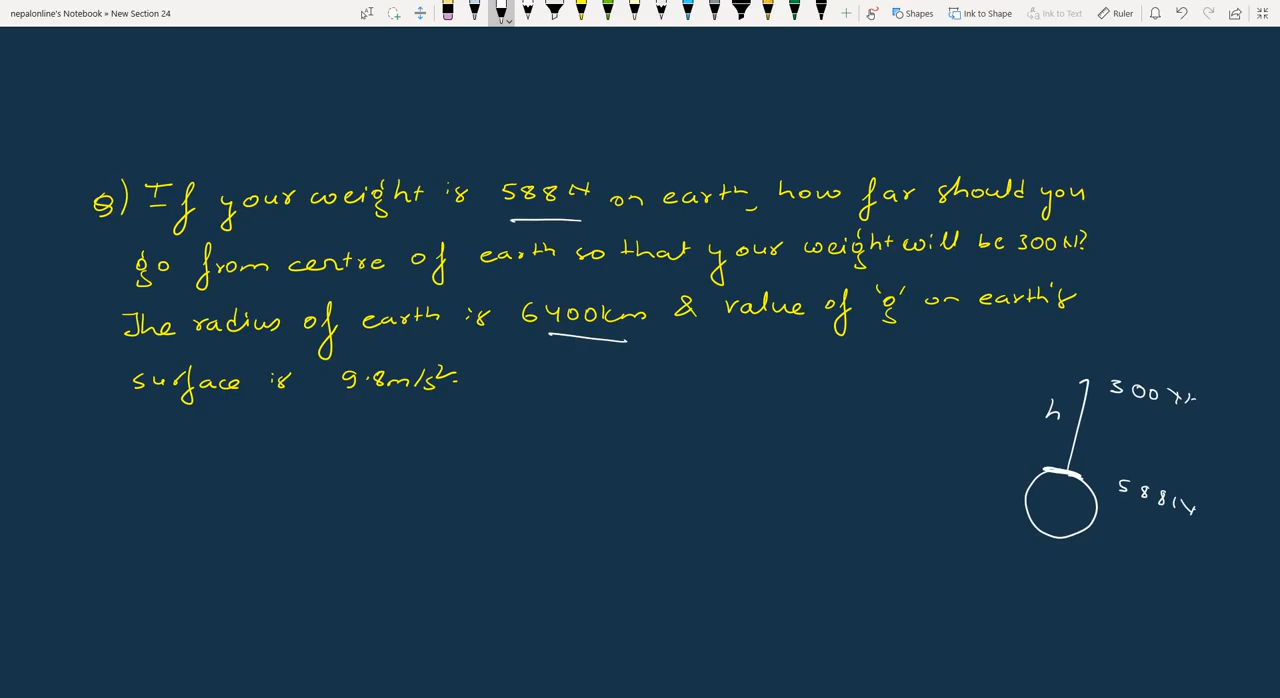 nepalonline's Notebook » New Section 24
Shapes Ink to Shape Ink to Text Ruler
Q) If your weight is 588N on earth, how far should you
go from centre of earth so that your weight will be 300N?
The radius of earth is 6400km & value of 'g' on earth's
surface is 9.8m/s².
300N
h
588N